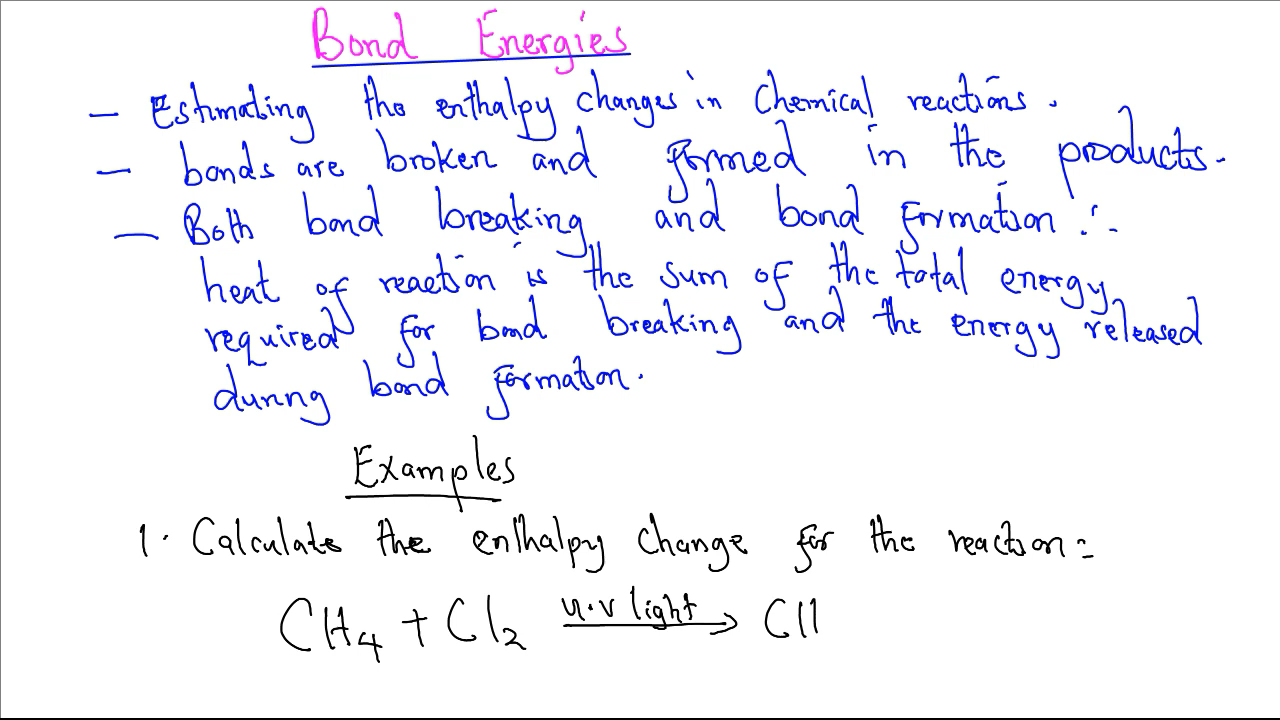 Bond Energies
– Estimating the enthalpy changes in Chemical reactions.
– bonds are broken and formed in the products.
– Both bond breaking and bond formation ∴
heat of reaction is the sum of the total energy
required for bond breaking and the energy released
during bond formation.
Examples
1. Calculate the enthalpy change for the reaction:
CH₄ + Cl₂ u.v light → CH